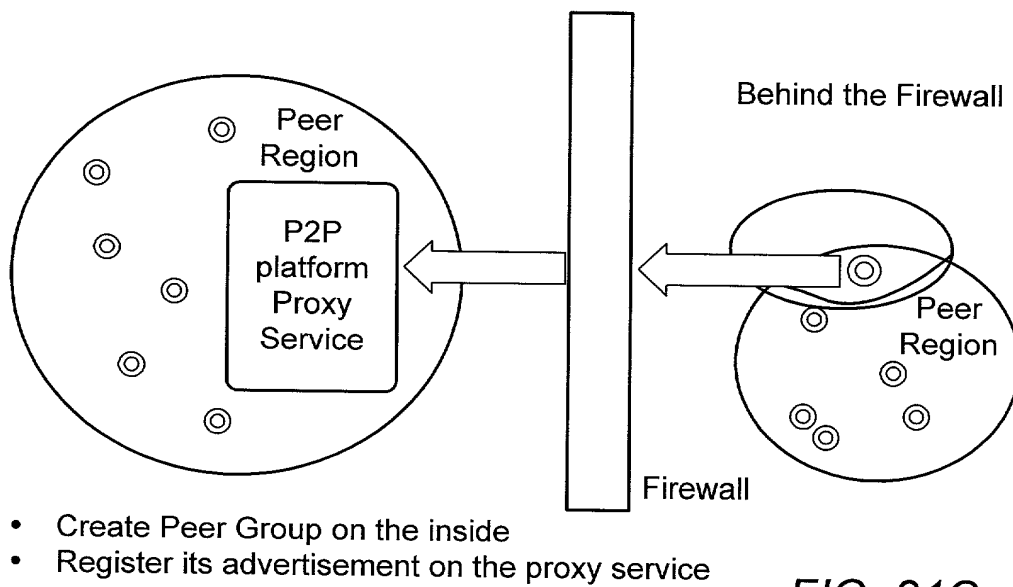 Behind the Firewall
Peer
Region
P2P
platform
Proxy
Service
Peer
Region
Firewall
• Create Peer Group on the inside
• Register its advertisement on the proxy service